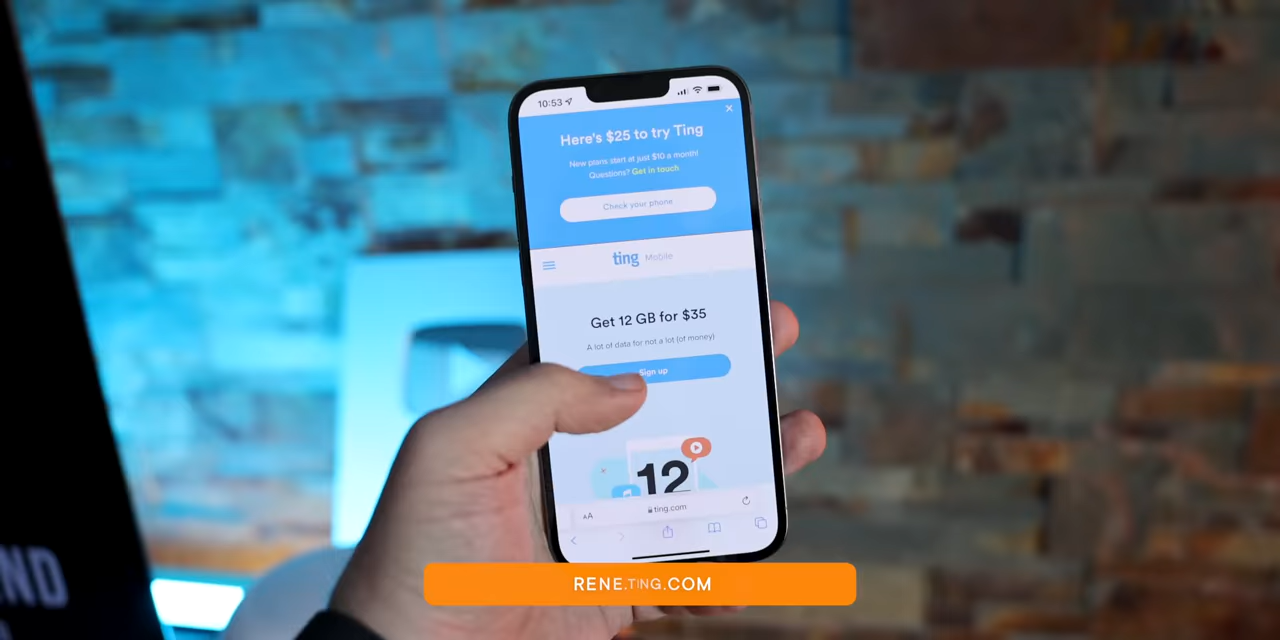 10:53
Here's $25 to try Ting
New plans start at just $10 a month!
Questions? Get in touch
Check your phone
ting Mobile
Get 12 GB for $35
A lot of data for not a lot (of money)
Sign up
12
AA ting.com
ND
RENE.TING.COM